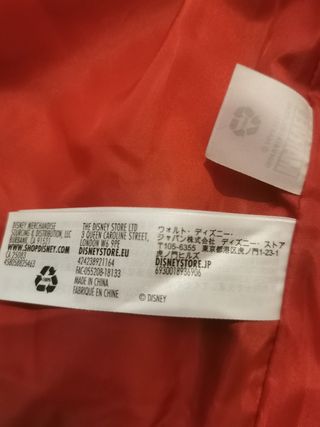 DISNEY MERCHANDISE
SOURCING & DISTRIBUTION, LLC
BURBANK, CA 91521
WWW.SHOPDISNEY.COM
CA 25083
458058825463
THE DISNEY STORE LTD
3 QUEEN CAROLINE STREET,
LONDON W6 9PE
DISNEYSTORE.EU
424238921164
FAC-055208-18133
MADE IN CHINA
FABRIQUÉ EN CHINE
ウォルト・ディズニー・
ジャパン株式会社 ディズニー ストア
〒105-6355 東京都港区虎ノ門1-23-1
虎ノ門ヒルズ
DISNEYSTORE.JP
6930018936906
© DISNEY